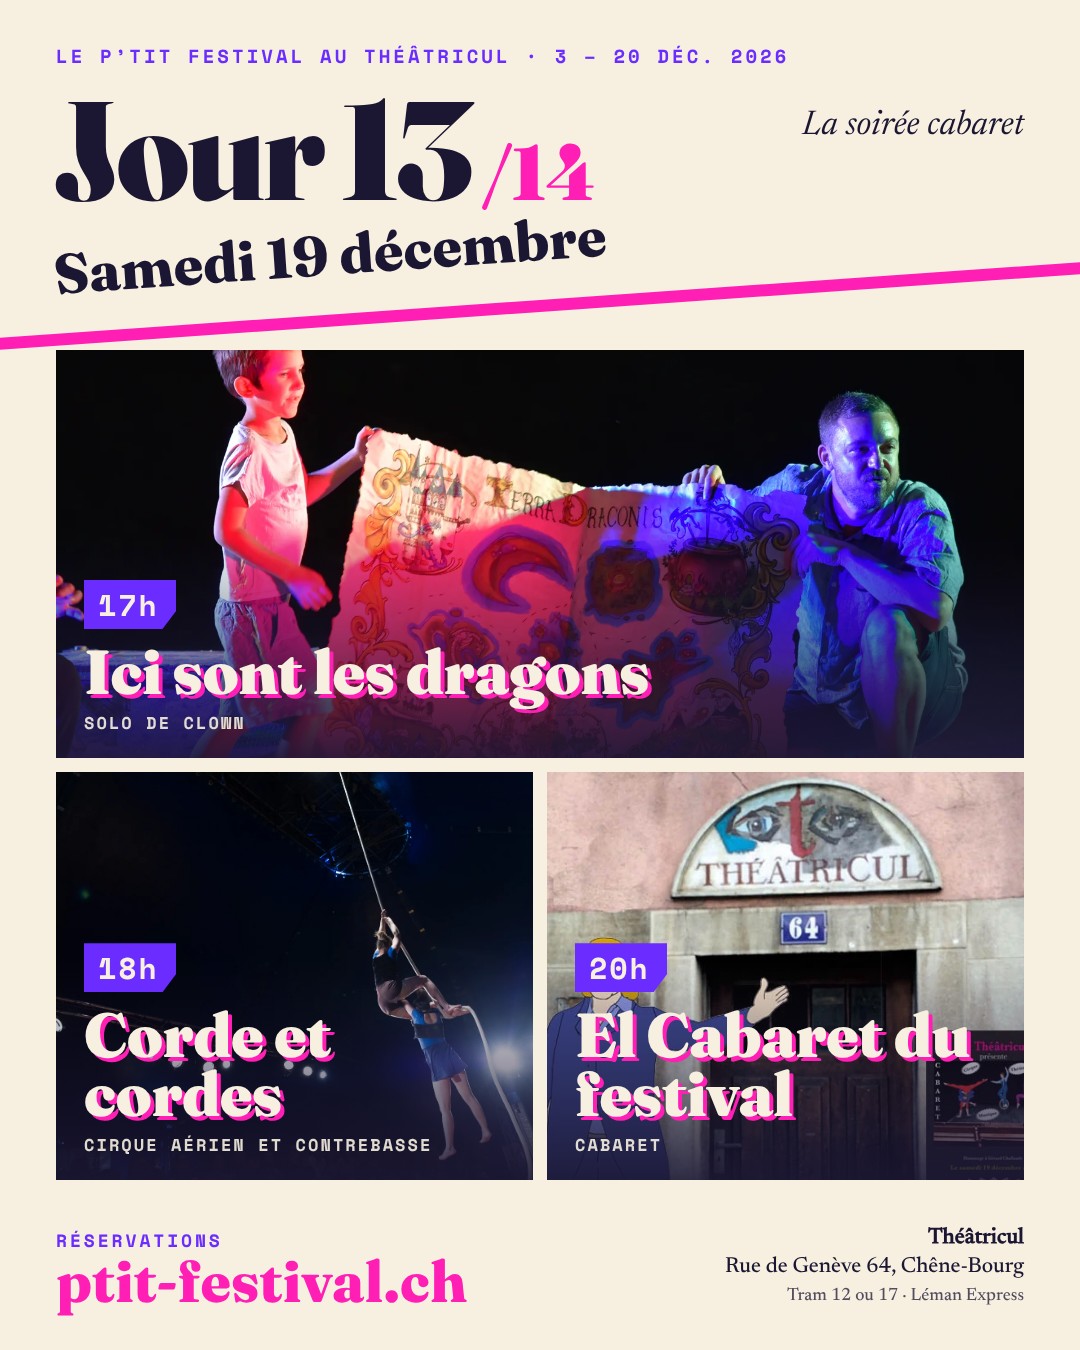 LE P'TIT FESTIVAL AU THÉÂTRICUL · 3 – 20 DÉC. 2026
Jour 13/14
La soirée cabaret
Samedi 19 décembre
TERRA DRACONIS
17h
Ici sont les dragons
SOLO DE CLOWN
18h
Corde et
cordes
CIRQUE AÉRIEN ET CONTREBASSE
t
THÉÂTRICUL
64
20h
El Cabaret du
festival
CABARET
Théâtricu
présente
CABARET
RÉSERVATIONS
ptit-festival.ch
Théâtricul
Rue de Genève 64, Chêne-Bourg
Tram 12 ou 17 · Léman Express